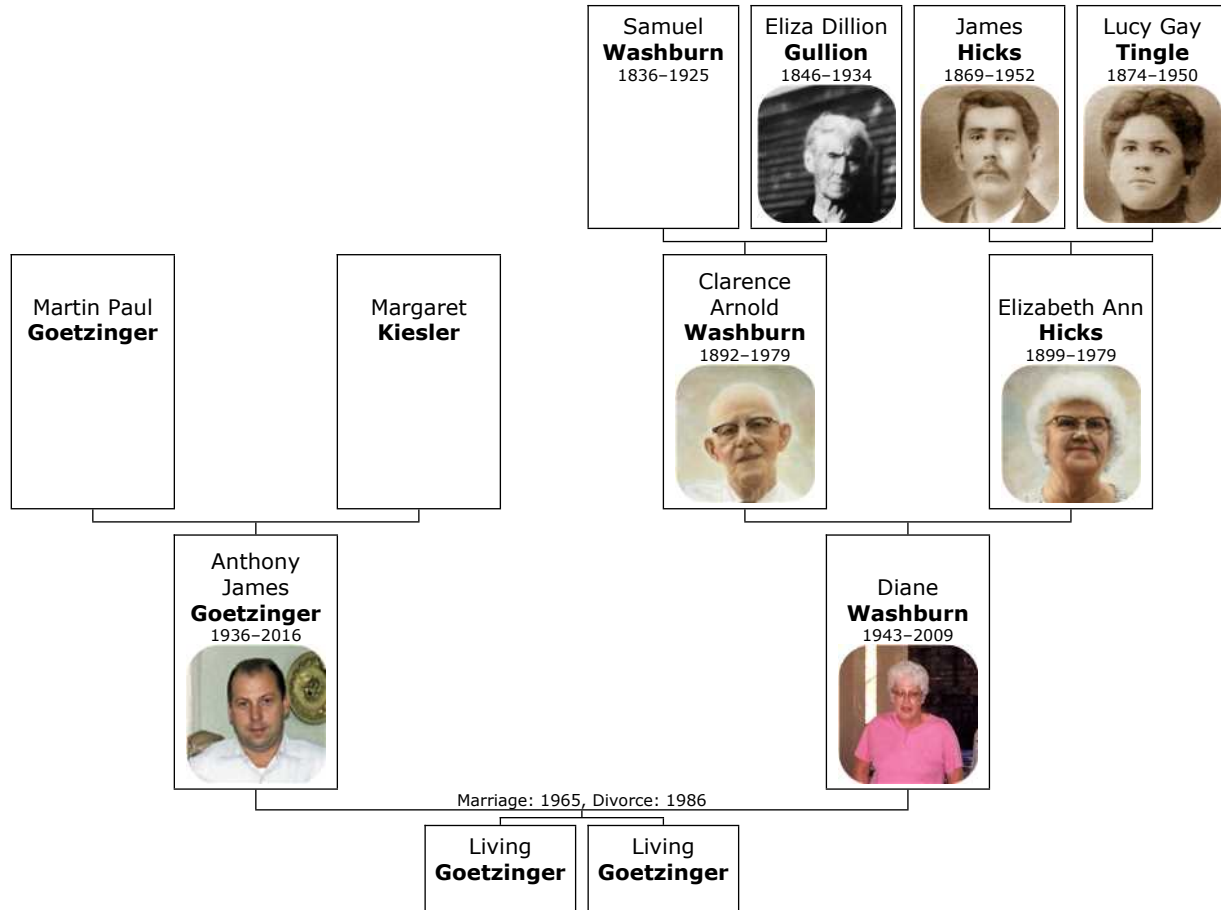 Samuel
Washburn
1836–1925
Eliza Dillion
Gullion
1846–1934
James
Hicks
1869–1952
Lucy Gay
Tingle
1874–1950
Martin Paul
Goetzinger
Margaret
Kiesler
Clarence
Arnold
Washburn
1892–1979
Elizabeth Ann
Hicks
1899–1979
Anthony
James
Goetzinger
1936–2016
Diane
Washburn
1943–2009
Marriage: 1965, Divorce: 1986
Living
Goetzinger
Living
Goetzinger